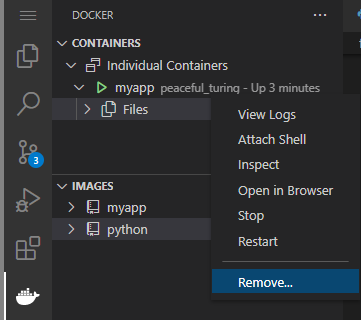 DOCKER
CONTAINERS
Individual Containers
myapp peaceful_turing - Up 3 minutes
Files
View Logs
Attach Shell
Inspect
Open in Browser
Stop
Restart
Remove...
3
IMAGES
myapp
python